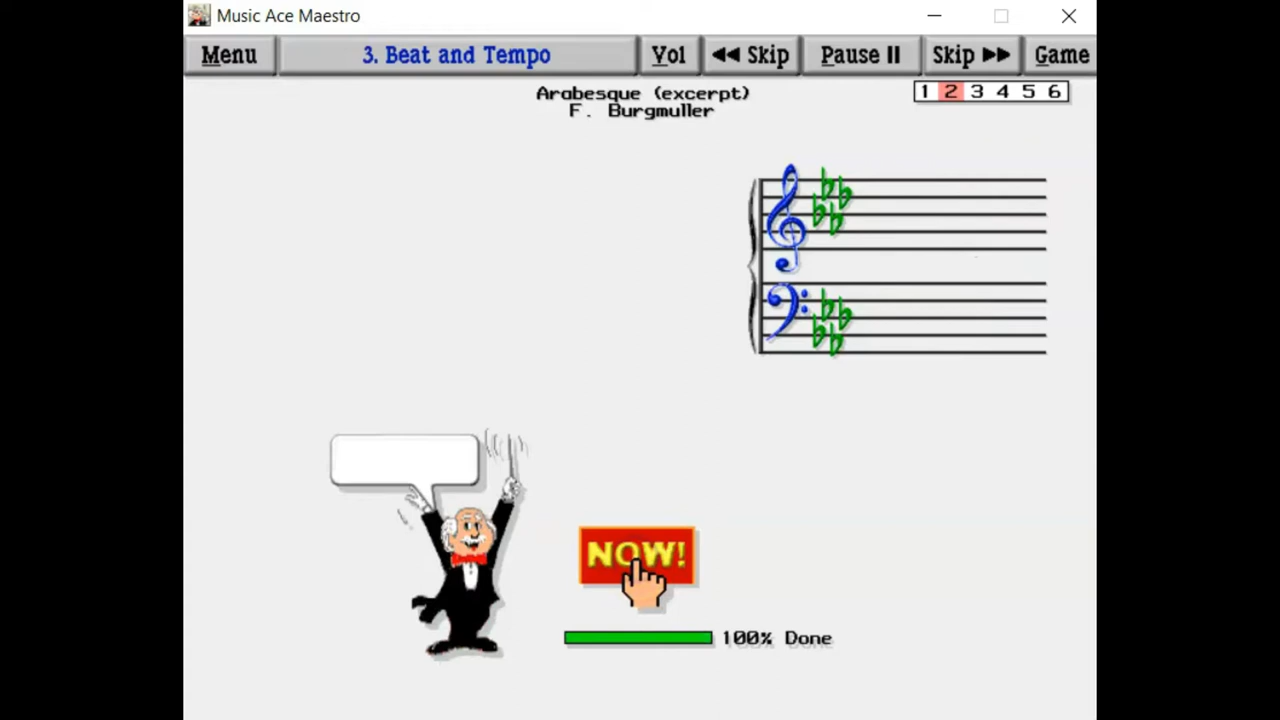 Music Ace Maestro
Menu 3. Beat and Tempo Vol Skip Pause Skip Game
Arabesque (excerpt)
F. Burgmuller
1 2 3 4 5 6
NOW!
100% Done